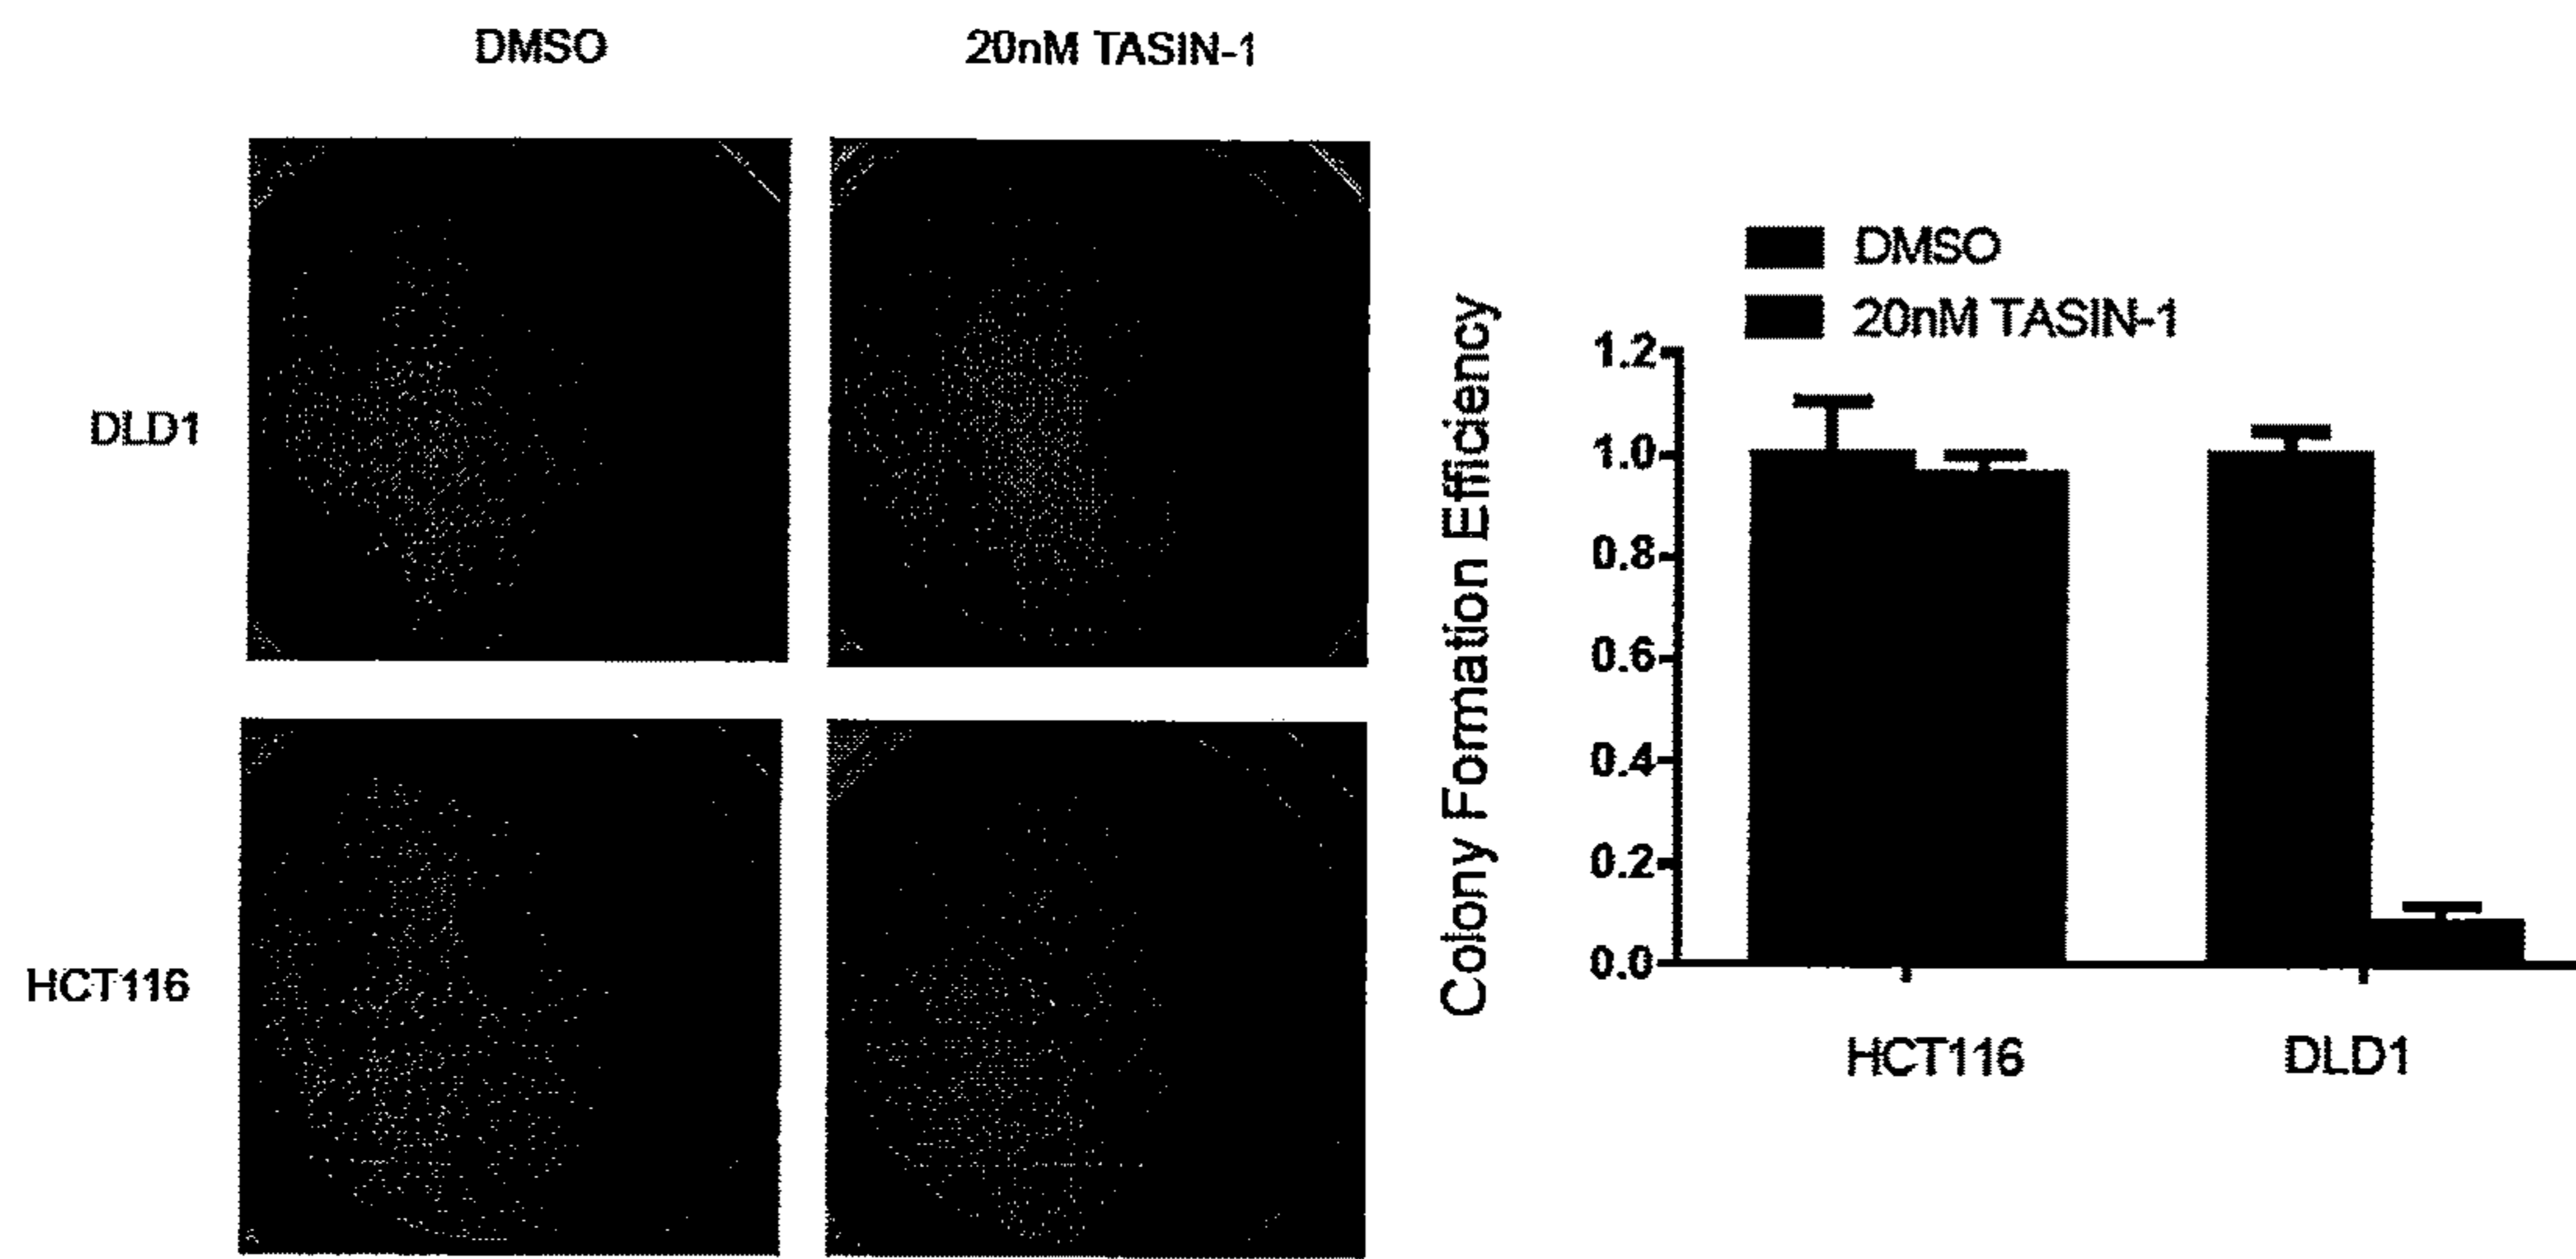 DMSO
20nM TASIN-1
DLD1
HCT116
DMSO
20nM TASIN-1
Colony Formation Efficiency
1.2
1.0
0.8
0.6
0.4
0.2
0.0
HCT116
DLD1